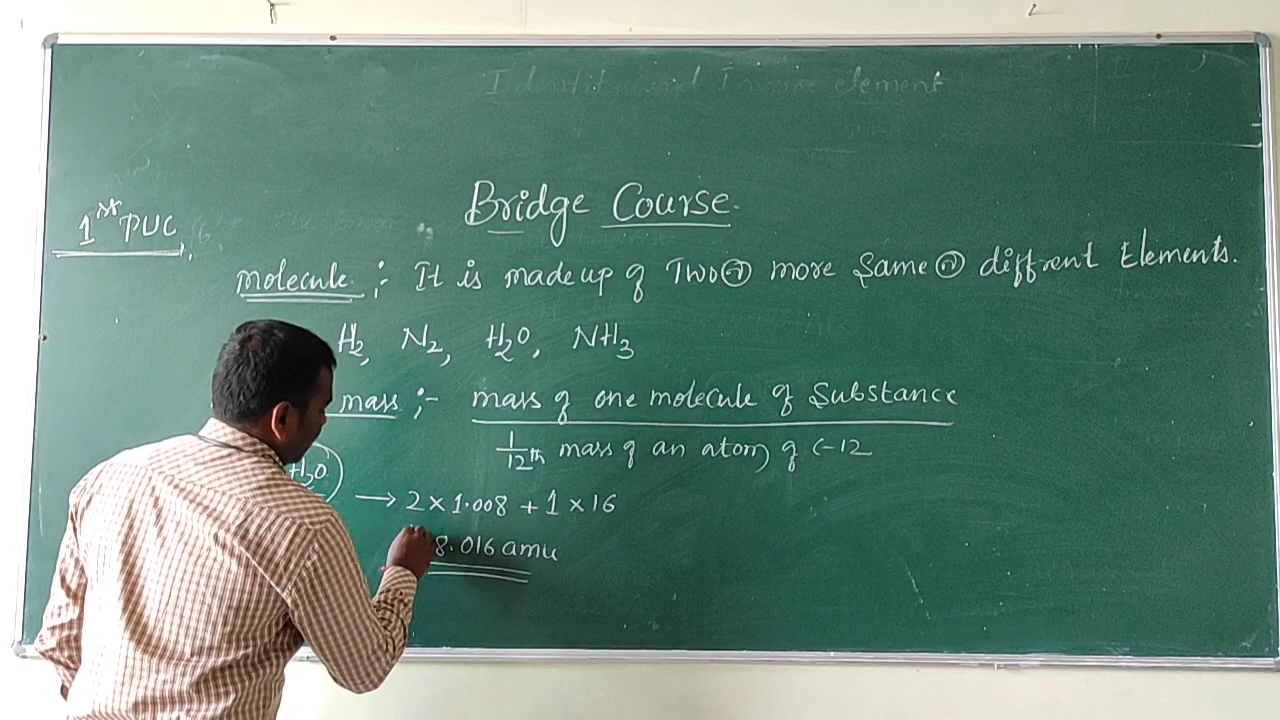 Identity and Inverse element
Bridge Course.
1st PUC
molecule :- It is made up of Two (or) more Same (or) diffrent Elements.
H2, N2, H2O, NH3
mass :- mass of one molecule of Substance
1/12th mass of an atom of C-12
H2O → 2 × 1.008 + 1 × 16
8.016 amu